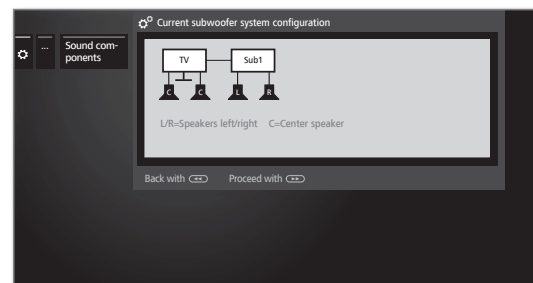 Current subwoofer system configuration
...
Sound com-
ponents
TV
Sub1
C
C
L
R
L/R=Speakers left/right C=Center speaker
Back with
Proceed with